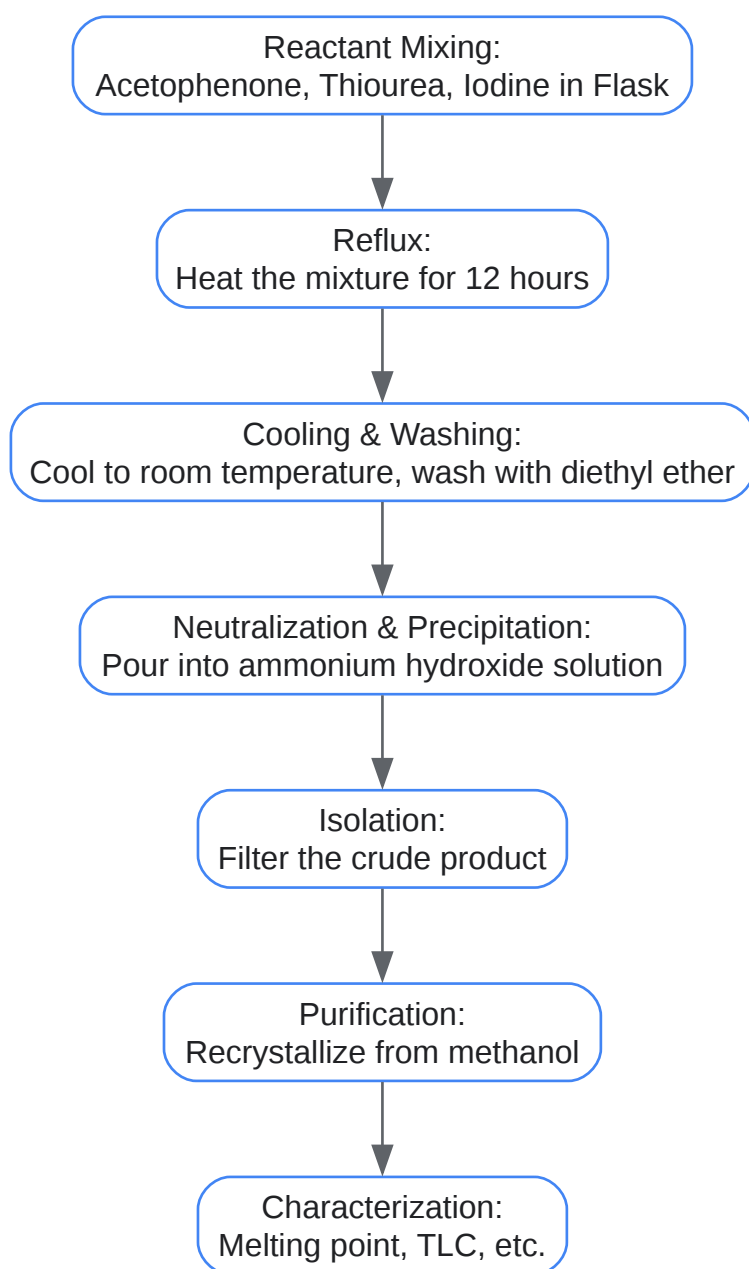 Reactant Mixing:
Acetophenone, Thiourea, Iodine in Flask
Reflux:
Heat the mixture for 12 hours
Cooling & Washing:
Cool to room temperature, wash with diethyl ether
Neutralization & Precipitation:
Pour into ammonium hydroxide solution
Isolation:
Filter the crude product
Purification:
Recrystallize from methanol
Characterization:
Melting point, TLC, etc.